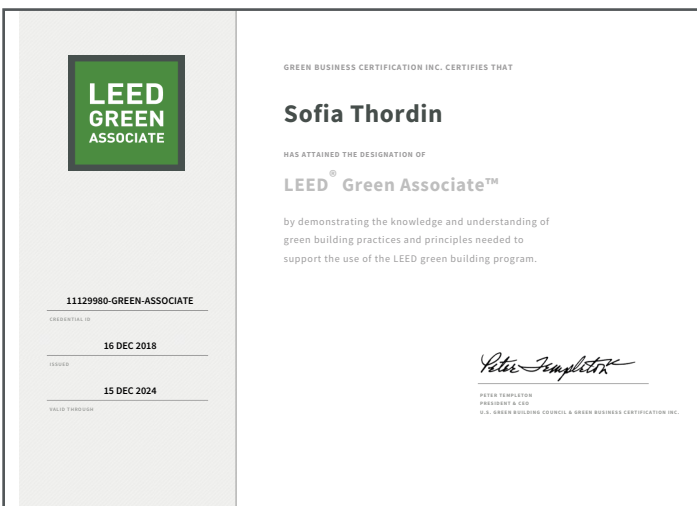 LEED
GREEN
ASSOCIATE
11129980-GREEN-ASSOCIATE
CREDENTIAL ID
16 DEC 2018
ISSUED
15 DEC 2024
VALID THROUGH
GREEN BUSINESS CERTIFICATION INC. CERTIFIES THAT
Sofia Thordin
HAS ATTAINED THE DESIGNATION OF
LEED® Green Associate™
by demonstrating the knowledge and understanding of
green building practices and principles needed to
support the use of the LEED green building program.
Peter Templeton
PETER TEMPLETON
PRESIDENT & CEO
U.S. GREEN BUILDING COUNCIL & GREEN BUSINESS CERTIFICATION INC.